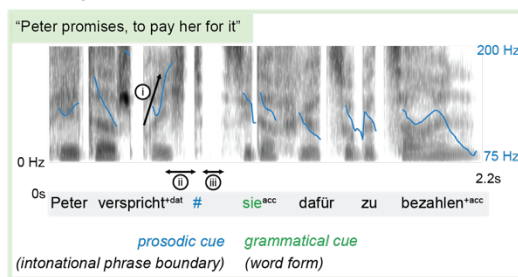 “Peter promises, to pay her for it”
200 Hz
i
ii
iii
0 Hz
75 Hz
0s
2.2s
Peter verspricht+dat # sieacc dafür zu bezahlen+acc
prosodic cue grammatical cue
(intonational phrase boundary) (word form)